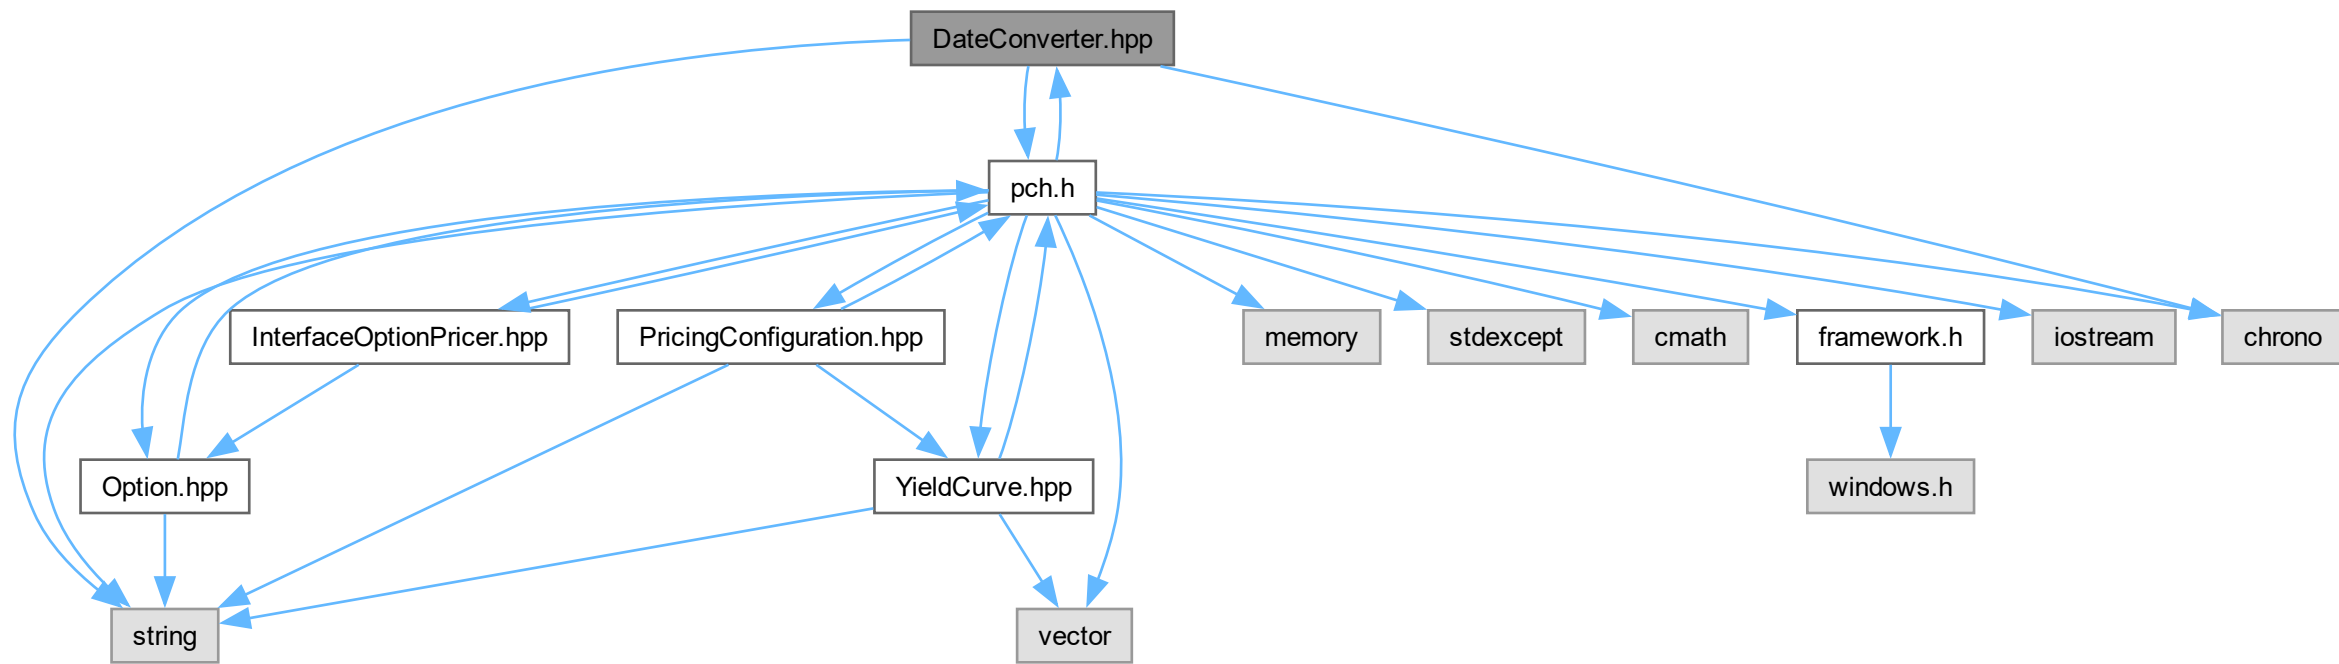 DateConverter.hpp
pch.h
InterfaceOptionPricer.hpp
PricingConfiguration.hpp
memory
stdexcept
cmath
framework.h
iostream
chrono
Option.hpp
YieldCurve.hpp
windows.h
string
vector